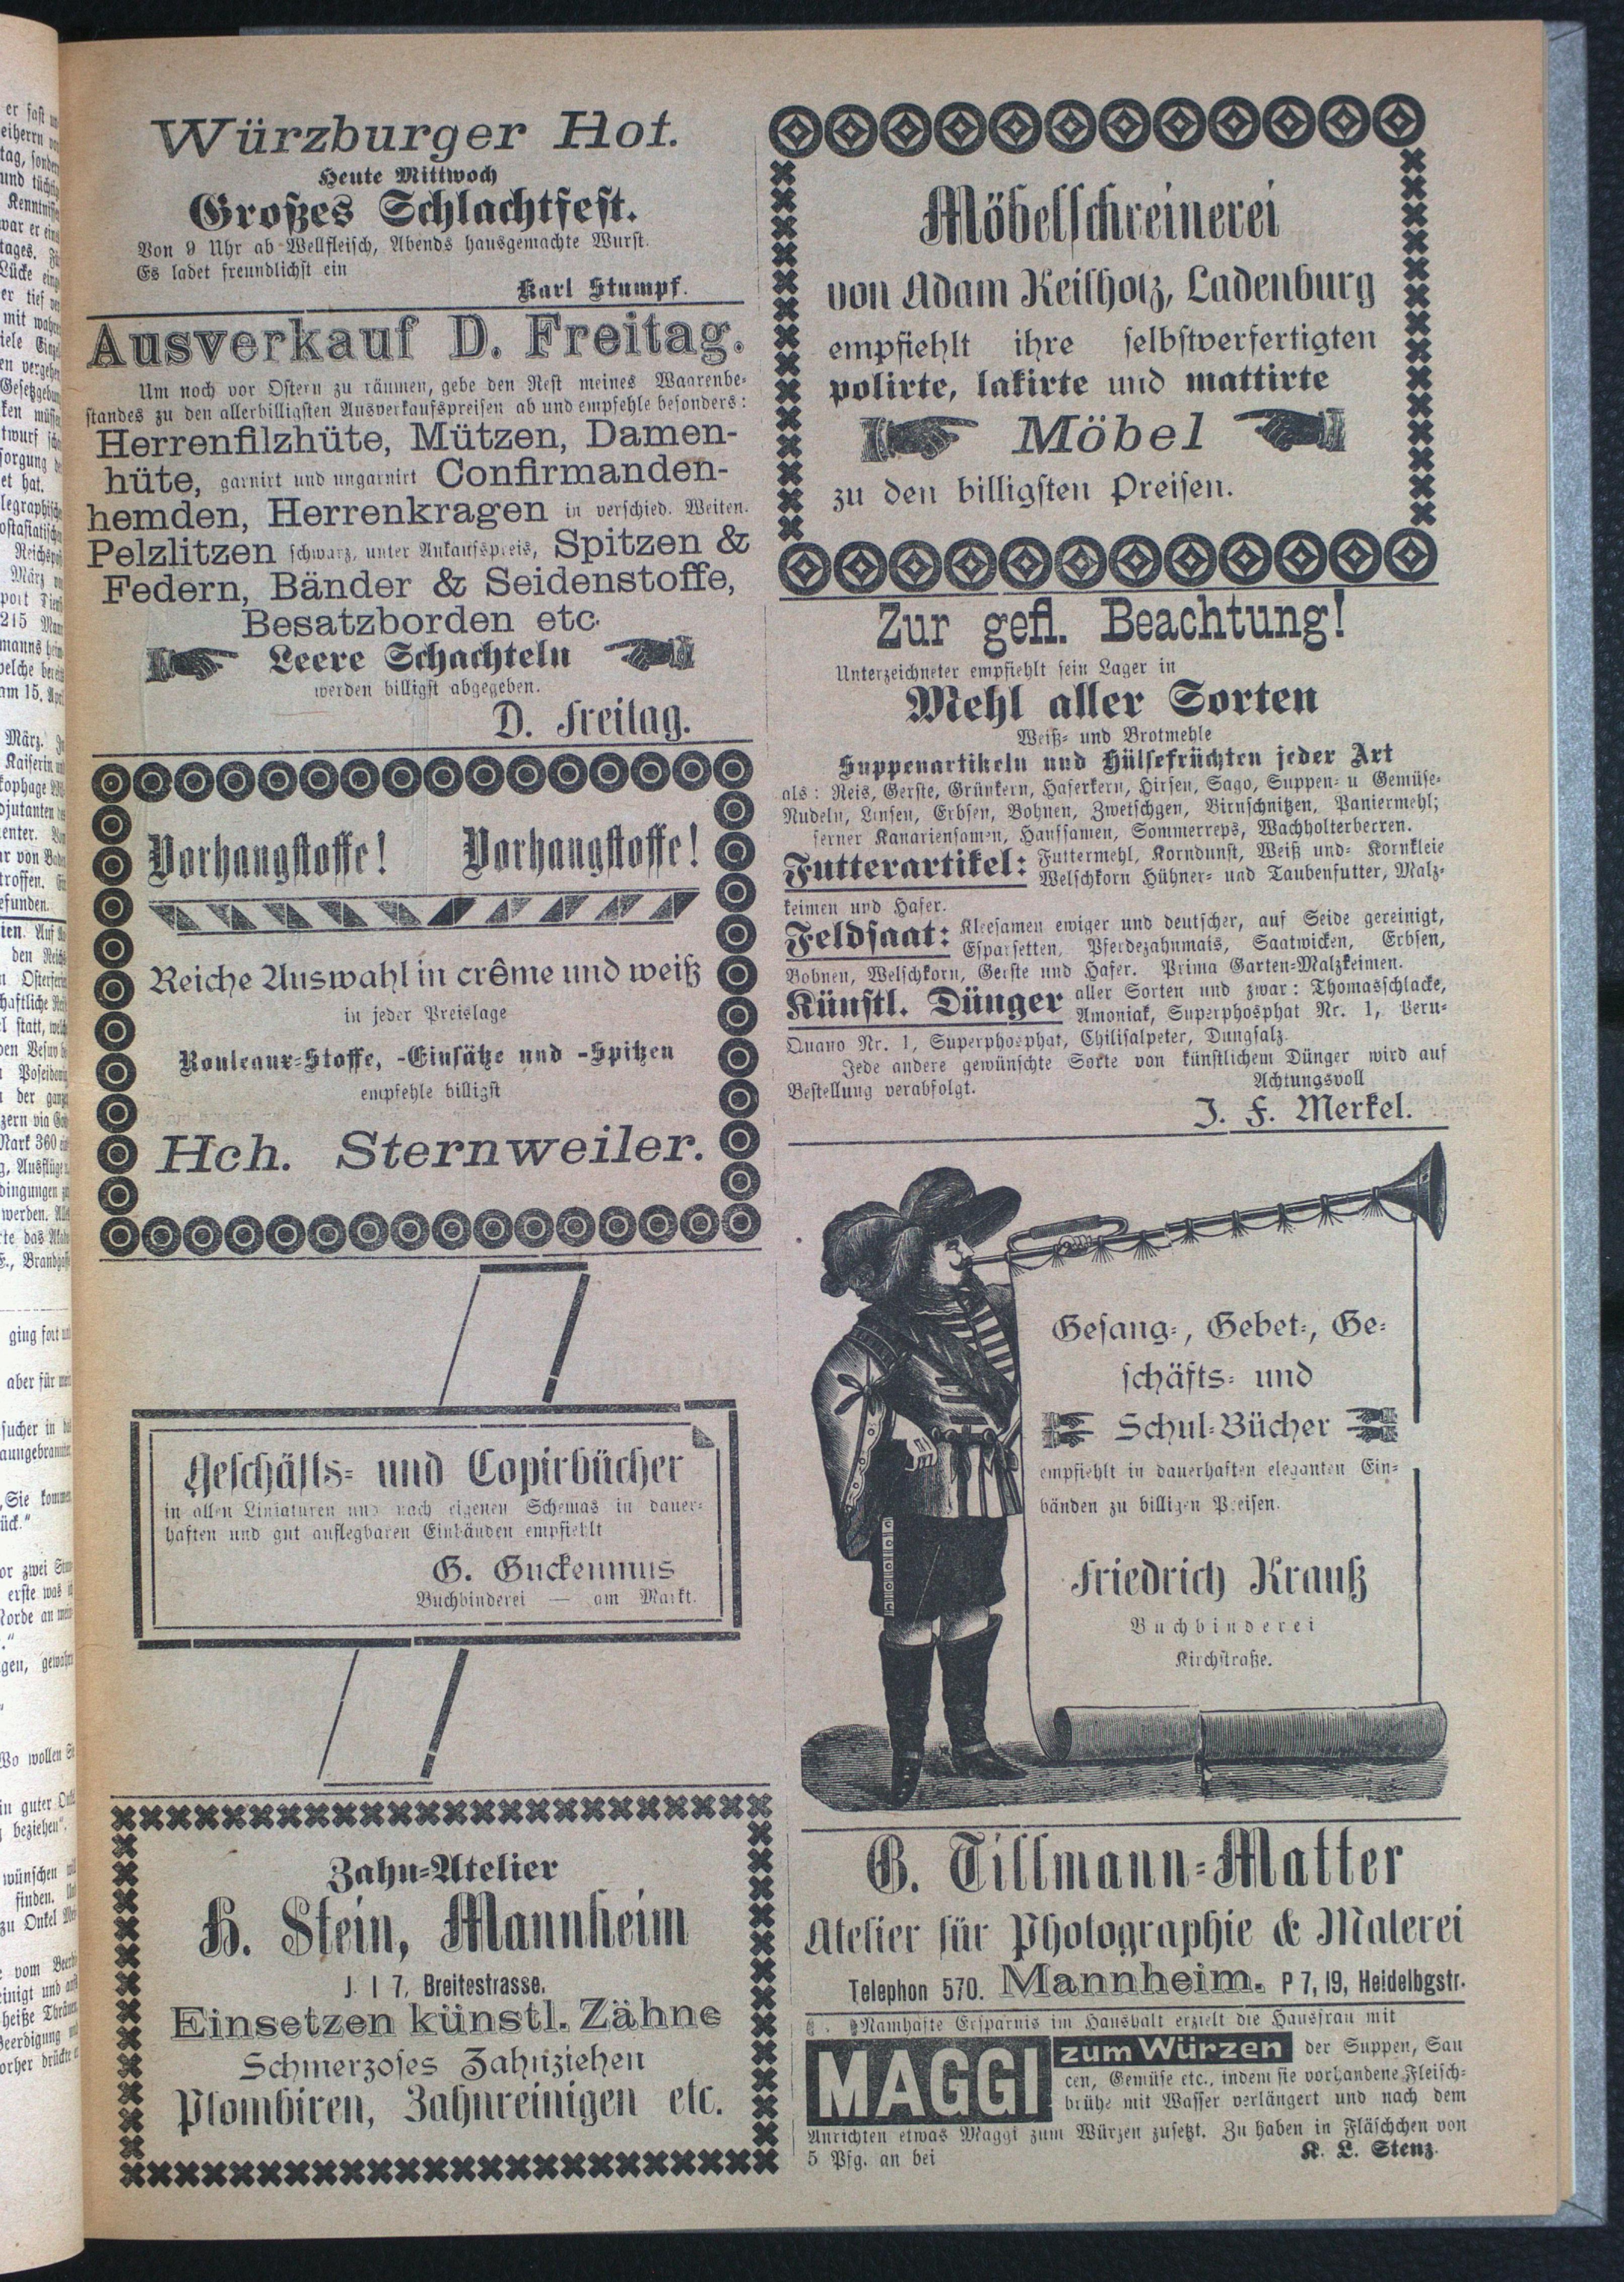 Würzburger Hof.
Heute Mittwoch
Großes Schlachtfest.
Von 9 Uhr ab Wellfleisch, Abends hausgemachte Wurst.
Es ladet freundlichst ein
Karl Stumpf.
Ausverkauf D. Freitag.
Um noch vor Ostern zu räumen, gebe den Rest meines Waarenbe-
standes zu den allerbilligsten Ausverkaufspreisen ab und empfehle besonders:
Herrenfilzhüte, Mützen, Damen-
hüte, garnirt und ungarnirt Confirmanden-
hemden, Herrenkragen in verschied. Weiten.
Pelzlitzen schwarz, unter Ankaufspreis, Spitzen &
Federn, Bänder & Seidenstoffe,
Besatzborden etc.
Leere Schachteln
werden billigst abgegeben.
D. Freitag.
Vorhangstoffe! Vorhangstoffe!
Reiche Auswahl in crême und weiß
in jeder Preislage
Rouleaux-Stoffe, -Einsätze und -Spitzen
empfehle billigst
Hch. Sternweiler.
Geschäfts- und Copirbücher
in allen Liniaturen und nach eigenen Schemas in dauer-
haften und gut auflegbaren Einbänden empfiehlt
G. Guckenmus
Buchbinderei — am Markt.
Zahn-Atelier
H. Stein, Mannheim
J 1 7, Breitestrasse.
Einsetzen künstl. Zähne
Schmerzoses Zahnziehen
Plombiren, Zahnreinigen etc.
Möbelschreinerei
von Adam Keilholz, Ladenburg
empfiehlt ihre selbstverfertigten
polirte, lakirte und mattirte
Möbel
zu den billigsten Preisen.
Zur gefl. Beachtung!
Unterzeichneter empfiehlt sein Lager in
Mehl aller Sorten
Weiß- und Brotmehle
Suppenartikeln und Hülsefrüchten jeder Art
als: Reis, Gerste, Grünkern, Haferkern, Hirsen, Sago, Suppen- u Gemüse-
Nudeln, Linsen, Erbsen, Bohnen, Zwetschgen, Birnschnitzen, Paniermehl;
ferner Kanariensamen, Hanfsamen, Sommerreps, Wachholterbeeren.
Futterartikel: Futtermehl, Korndunst, Weiß und- Kornkleie
Welschkorn Hühner- und Taubenfutter, Malz-
keimen und Hafer.
Feldsaat: Kleesamen ewiger und deutscher, auf Seide gereinigt,
Esparsetten, Pferdezahnmais, Saatwicken, Erbsen,
Bohnen, Welschkorn, Gerste und Hafer. Prima Garten-Malzkeimen.
Künstl. Dünger aller Sorten und zwar: Thomasschlacke,
Amoniak, Superphosphat Nr. 1, Peru-
Quano Nr. 1, Superphosphat, Chilisalpeter, Dungsalz.
Jede andere gewünschte Sorte von künstlichem Dünger wird auf
Bestellung verabfolgt. Achtungsvoll
J. F. Merkel.
Gesang-, Gebet-, Ge-
schäfts- und
Schul-Bücher
empfiehlt in dauerhaften eleganten Ein-
bänden zu billigen Preisen.
Friedrich Krauß
Buchbinderei
Kirchstraße.
G. Tillmann-Matter
Atelier für Photographie & Malerei
Telephon 570. Mannheim. P 7, 19, Heidelbgstr.
Namhafte Ersparnis im Haushalt erzielt die Hausfrau mit
MAGGI zum Würzen der Suppen, Sau
cen, Gemüse etc., indem sie vorhandene Fleisch-
brühe mit Wasser verlängert und nach dem
Anrichten etwas Maggi zum Würzen zusetzt. Zu haben in Fläschchen von
5 Pfg. an bei K. L. Stenz.